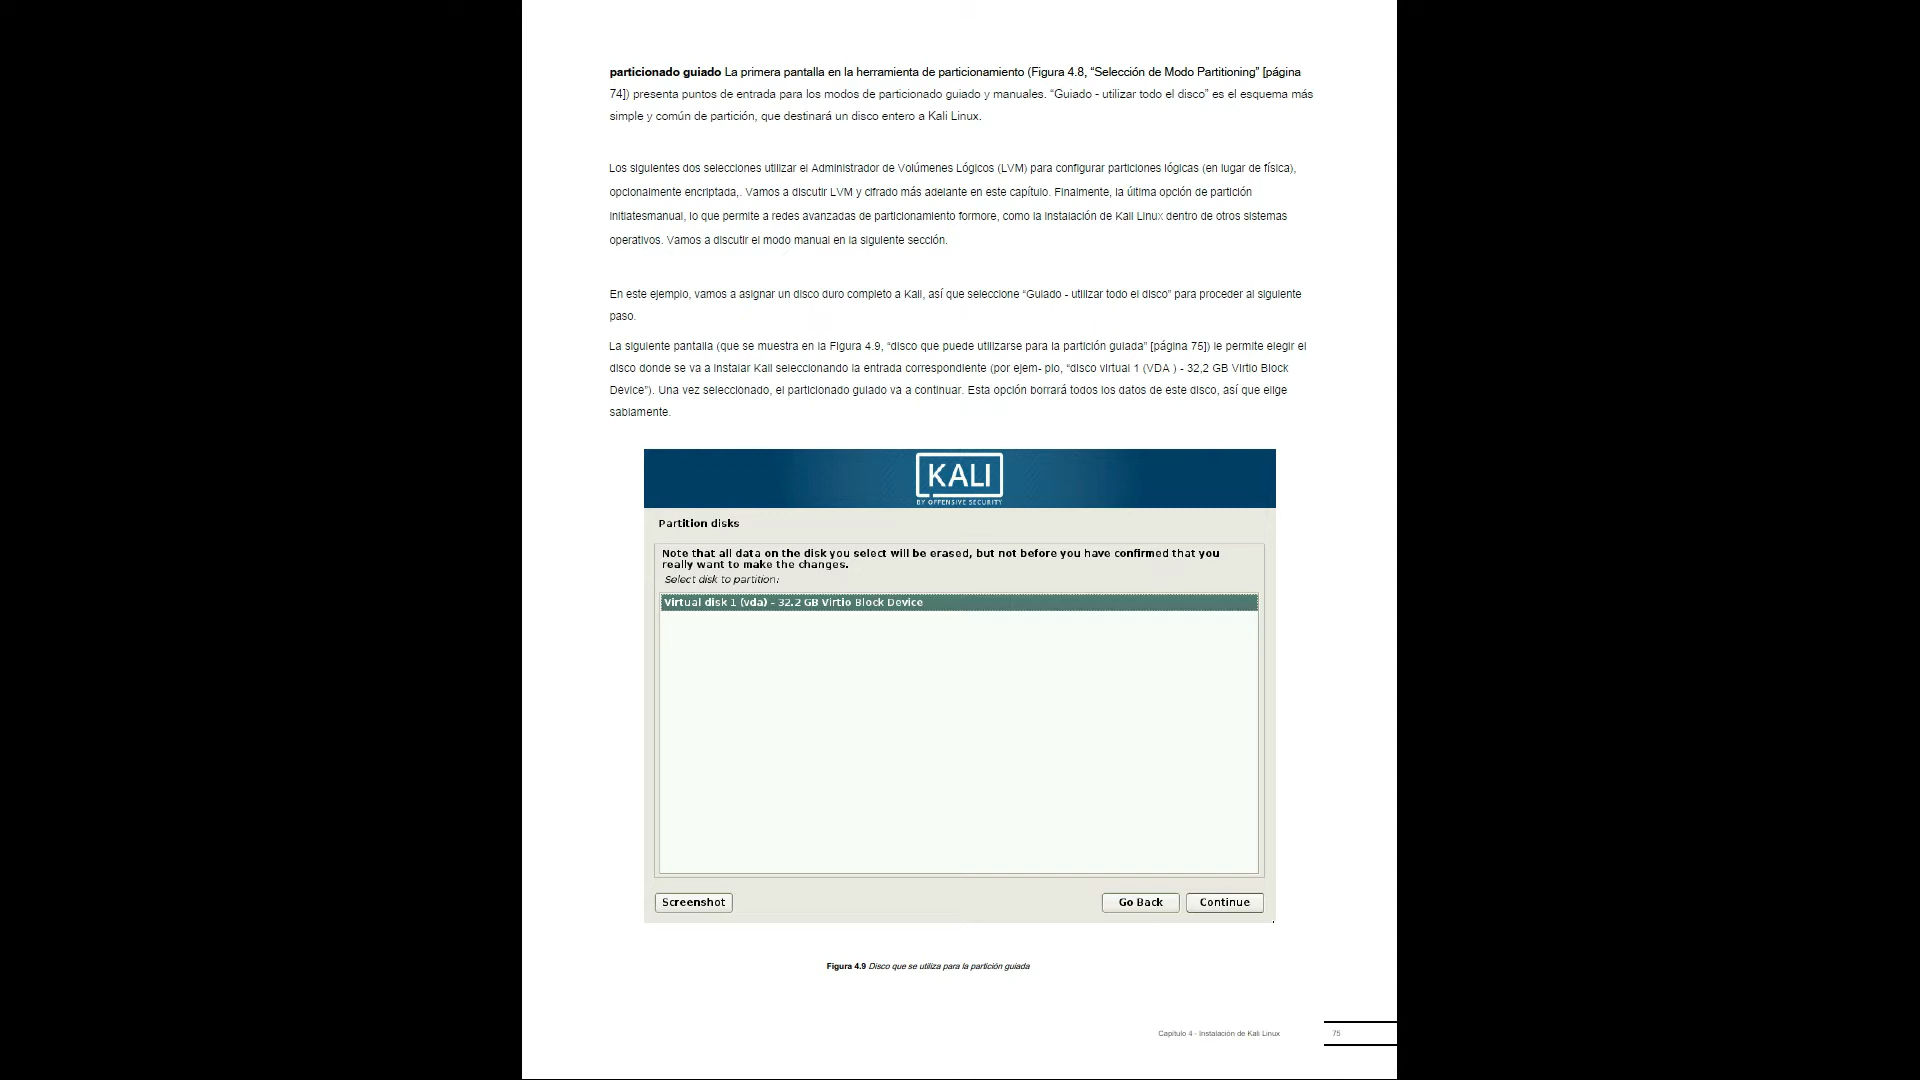 particionado guiado La primera pantalla en la herramienta de particionamiento (Figura 4.8, “Selección de Modo Partitioning” [página
74]) presenta puntos de entrada para los modos de particionado guiado y manuales. “Guiado - utilizar todo el disco” es el esquema más
simple y común de partición, que destinará un disco entero a Kali Linux.
Los siguientes dos selecciones utilizar el Administrador de Volúmenes Lógicos (LVM) para configurar particiones lógicas (en lugar de física),
opcionalmente encriptada,. Vamos a discutir LVM y cifrado más adelante en este capítulo. Finalmente, la última opción de partición
initiatesmanual, lo que permite a redes avanzadas de particionamiento formore, como la instalación de Kali Linux dentro de otros sistemas
operativos. Vamos a discutir el modo manual en la siguiente sección.
En este ejemplo, vamos a asignar un disco duro completo a Kali, así que seleccione “Guiado - utilizar todo el disco” para proceder al siguiente
paso.
La siguiente pantalla (que se muestra en la Figura 4.9, “disco que puede utilizarse para la partición guiada” [página 75]) le permite elegir el
disco donde se va a instalar Kali seleccionando la entrada correspondiente (por ejem- plo, “disco virtual 1 (VDA ) - 32,2 GB Virtio Block
Device”). Una vez seleccionado, el particionado guiado va a continuar. Esta opción borrará todos los datos de este disco, así que elige
sabiamente.
KALI
BY OFFENSIVE SECURITY
Partition disks
Note that all data on the disk you select will be erased, but not before you have confirmed that you
really want to make the changes.
Select disk to partition:
Virtual disk 1 (vda) - 32.2 GB Virtio Block Device
Screenshot
Go Back
Continue
Figura 4.9 Disco que se utiliza para la partición guiada
Capítulo 4 - Instalación de Kali Linux
75